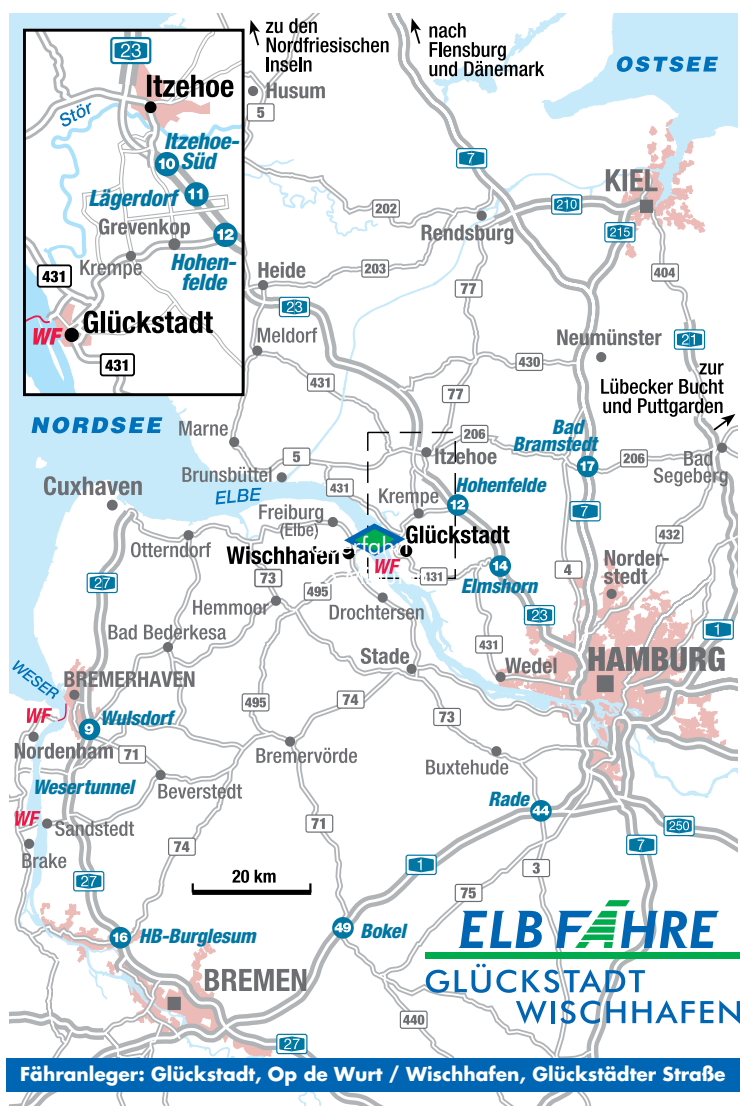 zu den
Nordfriesischen
Inseln
nach
Flensburg
und Dänemark
OSTSEE
23
Itzehoe
Stör
Itzehoe-
Süd
10
11
Lägerdorf
Grevenkop
12
Krempe
Hohen-
felde
431
WF
Glückstadt
431
Husum
5
7
KIEL
210
202
Rendsburg
215
203
404
Heide
77
23
Meldorf
Neumünster
21
430
zur
Lübecker Bucht
und Puttgarden
431
77
NORDSEE
Marne
206
Bad
Bramstedt
Itzehoe
5
17
206
Bad
Segeberg
Brunsbüttel
Cuxhaven
ELBE
431
Hohenfelde
Krempe
12
Freiburg
(Elbe)
7
Glückstadt
432
Otterndorf
Wischhafen
WF
14
Norder-
stedt
4
27
73
495
431
Elmshorn
Hemmoor
Drochtersen
23
1
Bad Bederkesa
431
Stade
Wedel
HAMBURG
WESER
BREMERHAVEN
495
74
WF
9
Wulsdorf
73
Nordenham
71
Bremervörde
Buxtehude
Wesertunnel
Beverstedt
Rade
44
WF
Sandstedt
71
250
74
7
Brake
1
3
27
20 km
75
16
HB-Burglesum
49
Bokel
ELBFÄHRE
BREMEN
GLÜCKSTADT
WISCHHAFEN
440
27
Fähranleger: Glückstadt, Op de Wurt / Wischhafen, Glückstädter Straße